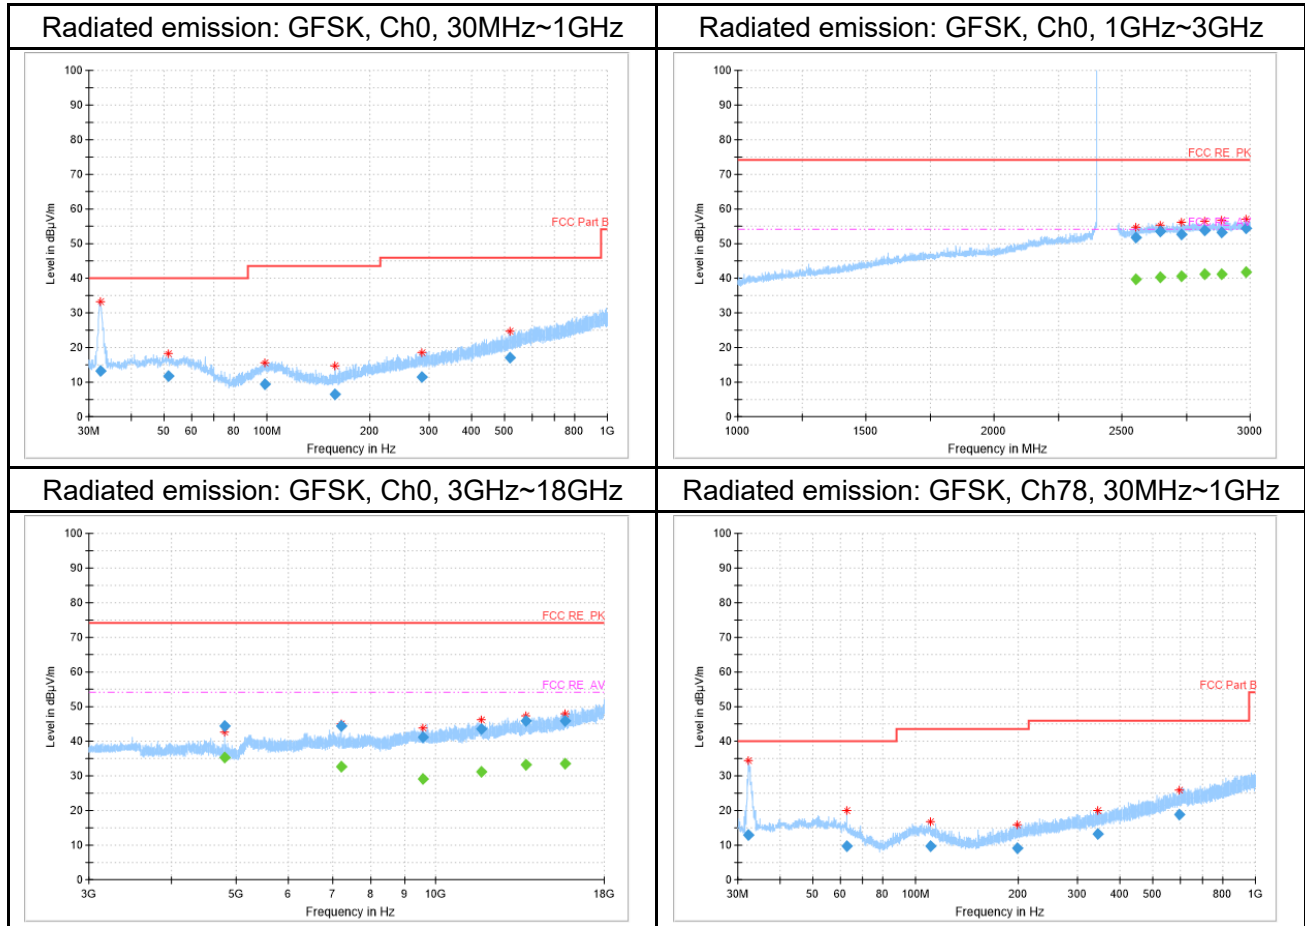 Radiated emission: GFSK, Ch0, 30MHz~1GHz
Radiated emission: GFSK, Ch0, 1GHz~3GHz
100
90
80
70
60
50
40
30
20
10
0
Level in dBµV/m
FCC Part B
30M 50 60 80 100M 200 300 400 500 800 1G
Frequency in Hz
100
90
80
70
60
50
40
30
20
10
0
Level in dBµV/m
FCC RE_PK
1000 1500 2000 2500 3000
Frequency in MHz
Radiated emission: GFSK, Ch0, 3GHz~18GHz
Radiated emission: GFSK, Ch78, 30MHz~1GHz
100
90
80
70
60
50
40
30
20
10
0
Level in dBµV/m
FCC RE_PK
FCC RE_AV
3G 5G 6 7 8 9 10G 18G
Frequency in Hz
100
90
80
70
60
50
40
30
20
10
0
Level in dBµV/m
FCC Part B
30M 50 60 80 100M 200 300 400 500 800 1G
Frequency in Hz